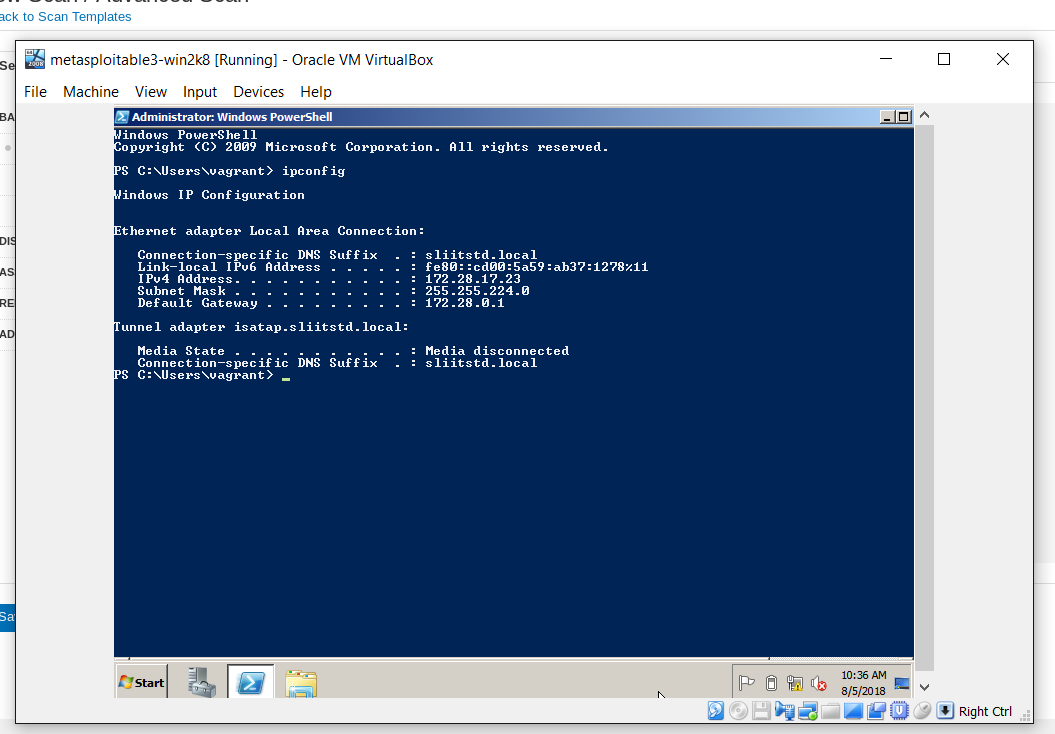 ew Scan / Advanced Scan
ack to Scan Templates
metasploitable3-win2k8 [Running] - Oracle VM VirtualBox
File Machine View Input Devices Help
Se
BA
DIS
AS
RE
AD
Sa
Administrator: Windows PowerShell
Windows PowerShell
Copyright (C) 2009 Microsoft Corporation. All rights reserved.
PS C:\Users\vagrant> ipconfig
Windows IP Configuration
Ethernet adapter Local Area Connection:
Connection-specific DNS Suffix . : sliitstd.local
Link-local IPv6 Address . . . . . : fe80::cd00:5a59:ab37:1278%11
IPv4 Address. . . . . . . . . . . : 172.28.17.23
Subnet Mask . . . . . . . . . . . : 255.255.224.0
Default Gateway . . . . . . . . . : 172.28.0.1
Tunnel adapter isatap.sliitstd.local:
Media State . . . . . . . . . . . : Media disconnected
Connection-specific DNS Suffix . : sliitstd.local
PS C:\Users\vagrant>
Start
10:36 AM
8/5/2018
Right Ctrl